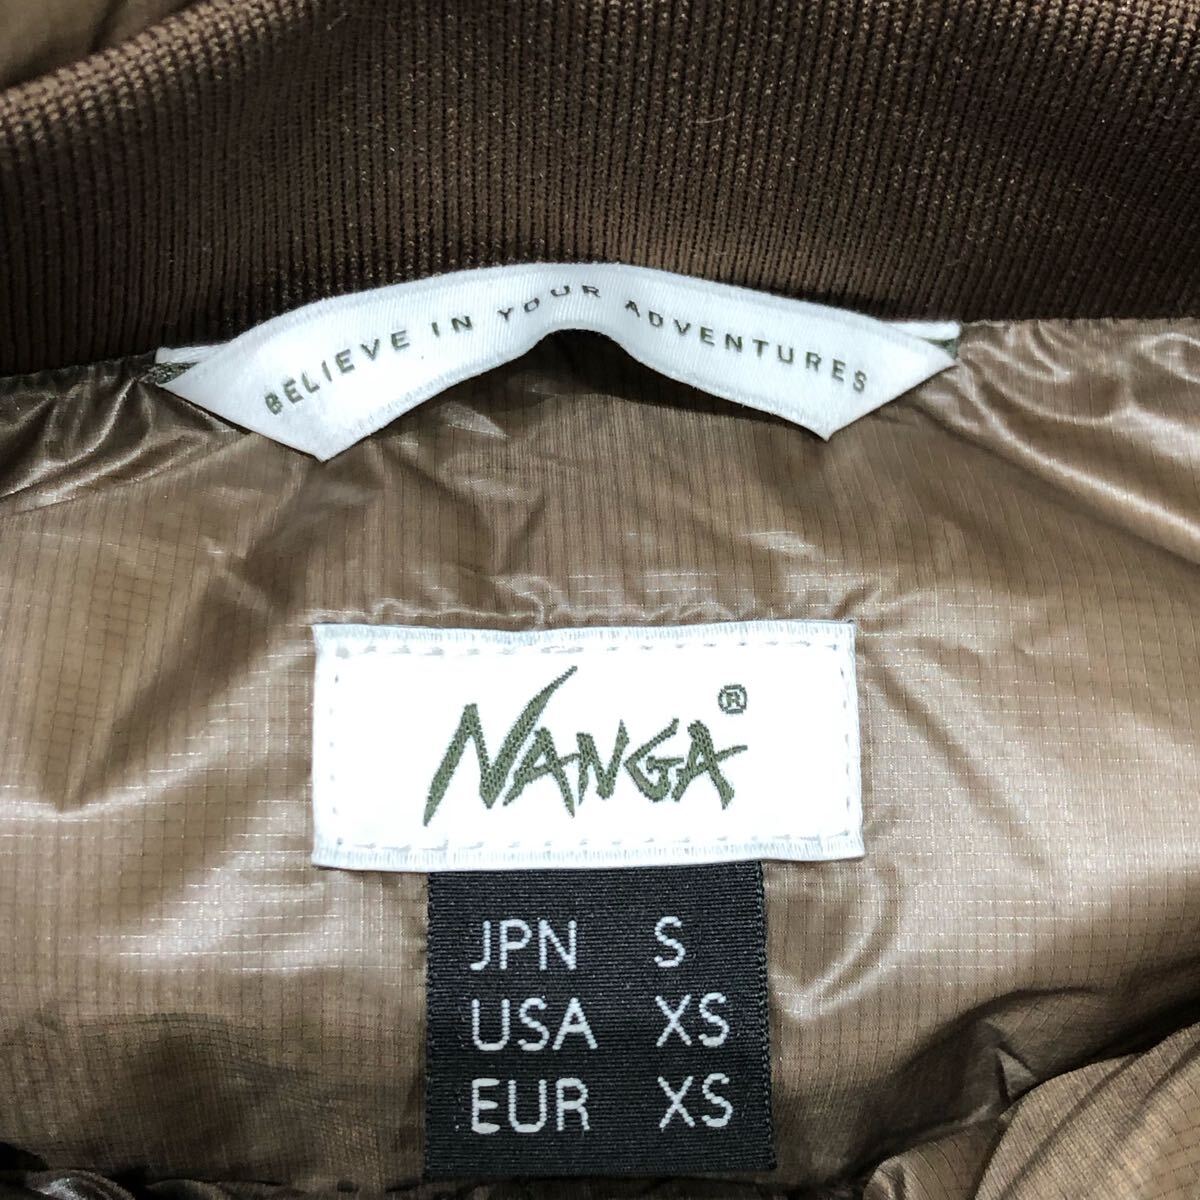 BELIEVE IN YOUR ADVENTURES
NANGA®
JPN S
USA XS
EUR XS